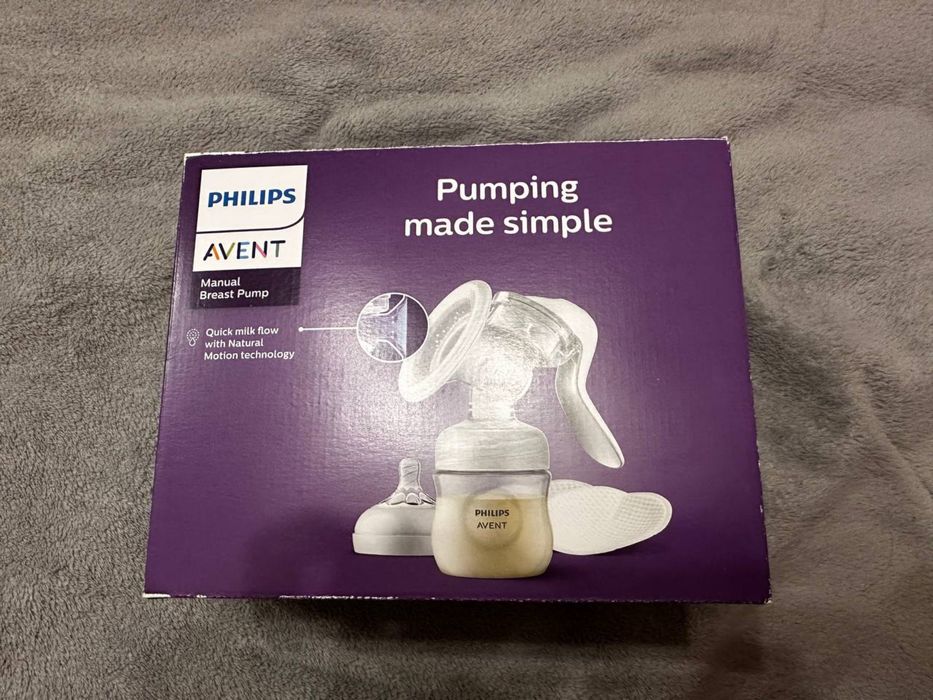 PHILIPS
AVENT
Manual
Breast Pump
Quick milk flow
with Natural
Motion technology
Pumping
made simple
PHILIPS
AVENT